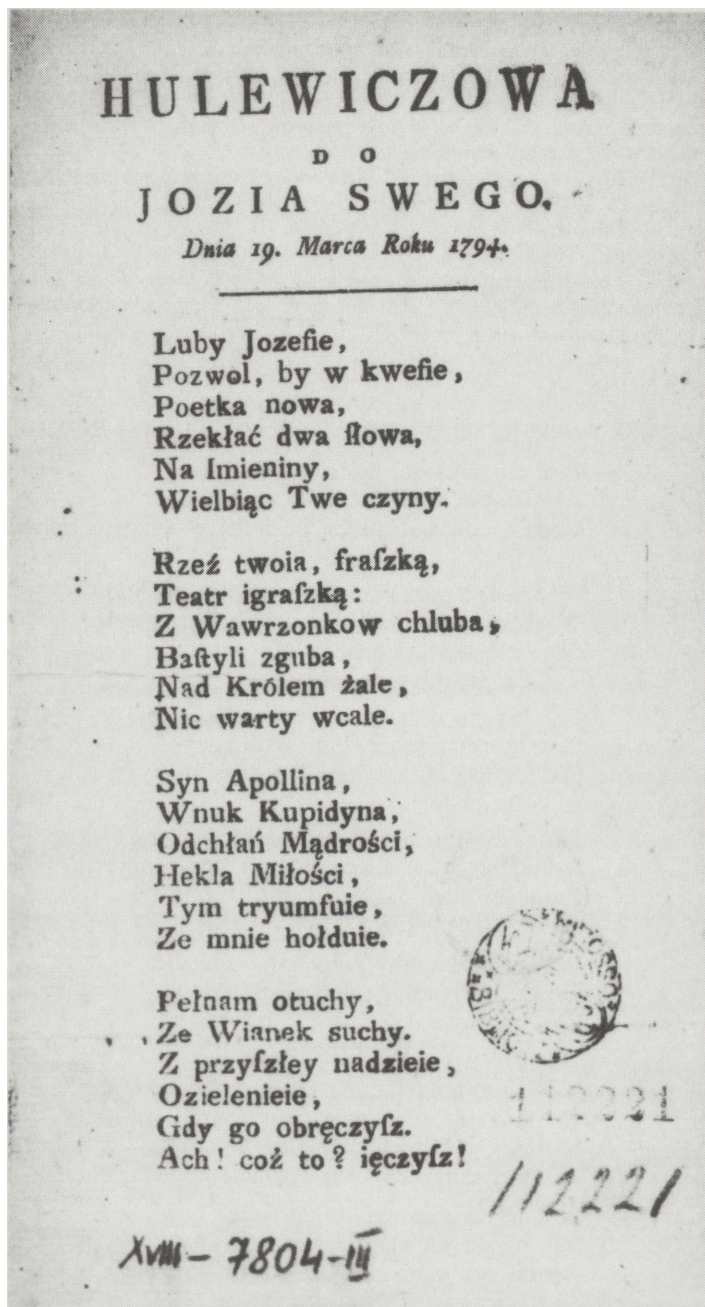 HULEWICZOWA
DO
JOZIA SWEGO.
Dnia 19. Marca Roku 1794.
Luby Jozefie,
Pozwol, by w kwefie,
Poetka nowa,
Rzekłać dwa ſłowa,
Na Imieniny,
Wielbiąc Twe czyny.
Rzeź twoia, fraſzką,
Teatr igraſzką:
Z Wawrzonkow chluba,
Baſtyli zguba,
Nad Królem żale,
Nic warty wcale.
Syn Apollina,
Wnuk Kupidyna,
Odchłań Mądrości,
Hekla Miłości,
Tym tryumfuie,
Ze mnie hołduie.
Pełnam otuchy,
Ze Wianek suchy.
Z przyſzłey nadzieie,
Ozielenieie,
Gdy go obręczyſz.
Ach! coż to? ięczyſz!
112221
XVIII-7804-III